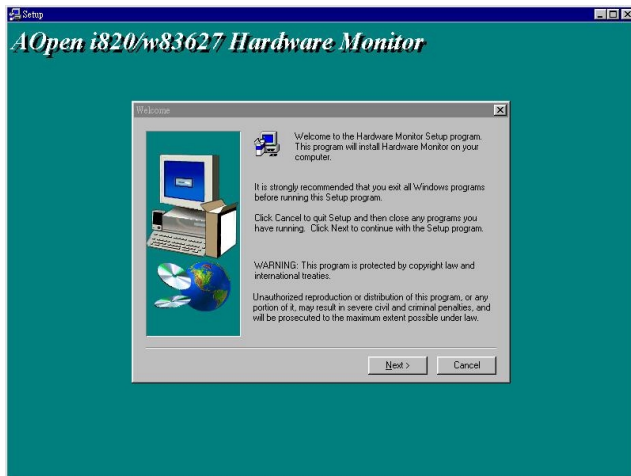 Setup
AOpen i820/w83627 Hardware Monitor
Welcome
Welcome to the Hardware Monitor Setup program.
This program will install Hardware Monitor on your
computer.
It is strongly recommended that you exit all Windows programs
before running this Setup program.
Click Cancel to quit Setup and then close any programs you
have running. Click Next to continue with the Setup program.
WARNING: This program is protected by copyright law and
international treaties.
Unauthorized reproduction or distribution of this program, or any
portion of it, may result in severe civil and criminal penalties, and
will be prosecuted to the maximum extent possible under law.
Next >
Cancel